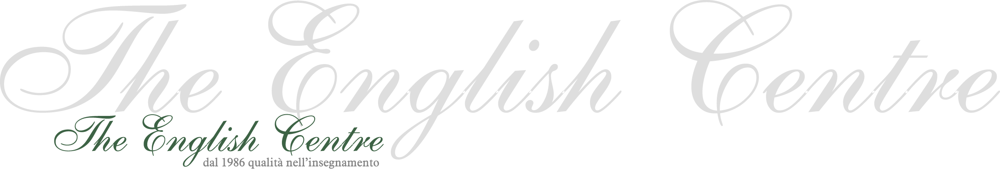 The English Centre
The English Centre
dal 1986 qualità nell’insegnamento